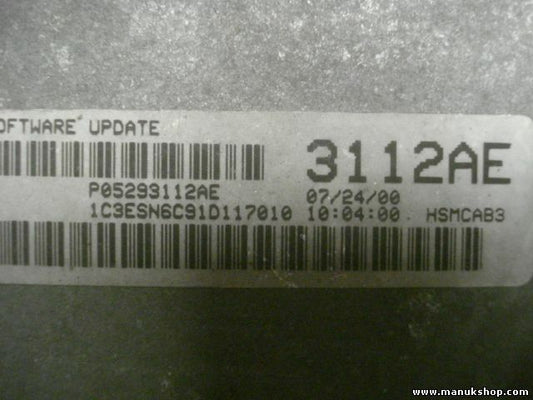 OFTWARE UPDATE
3112AE
P05293112AE 07/24/00
1C3ESN6C91D117010 10:04:00 HSMCAB3
www.manukshop.com